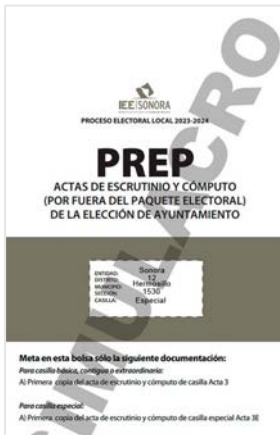 IEE|SONORA
PROCESO ELECTORAL LOCAL 2023-2024
PREP
ACTAS DE ESCRUTINIO Y CÓMPUTO
(POR FUERA DEL PAQUETE ELECTORAL)
DE LA ELECCIÓN DE AYUNTAMIENTO
ENTIDAD: Sonora
DISTRITO: 12
MUNICIPIO: Hermosillo
SECCIÓN: 1530
CASILLA: Especial
Meta en esta bolsa sólo la siguiente documentación:
Para casilla básica, contigua o extraordinaria:
A) Primera copia del acta de escrutinio y cómputo de casilla Acta 3
Para casilla especial:
A) Primera copia del acta de escrutinio y cómputo de casilla especial Acta 3E
SIMULACRO